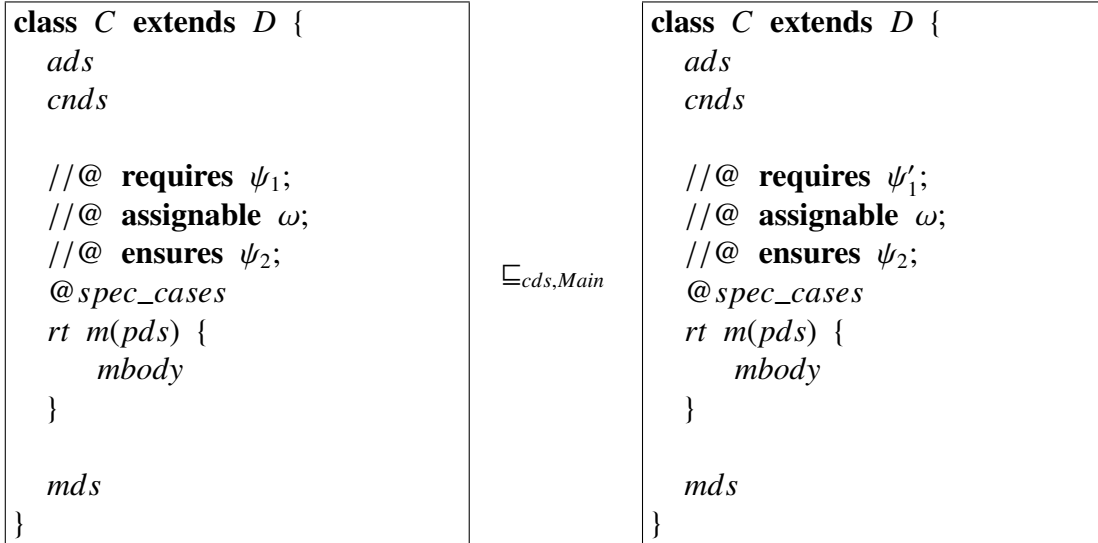 class C extends D {
ads
cnds
//@ requires ψ₁;
//@ assignable ω;
//@ ensures ψ₂;
@spec_cases
rt m(pds) {
mbody
}
mds
}
⊑cds,Main
class C extends D {
ads
cnds
//@ requires ψ′₁;
//@ assignable ω;
//@ ensures ψ₂;
@spec_cases
rt m(pds) {
mbody
}
mds
}